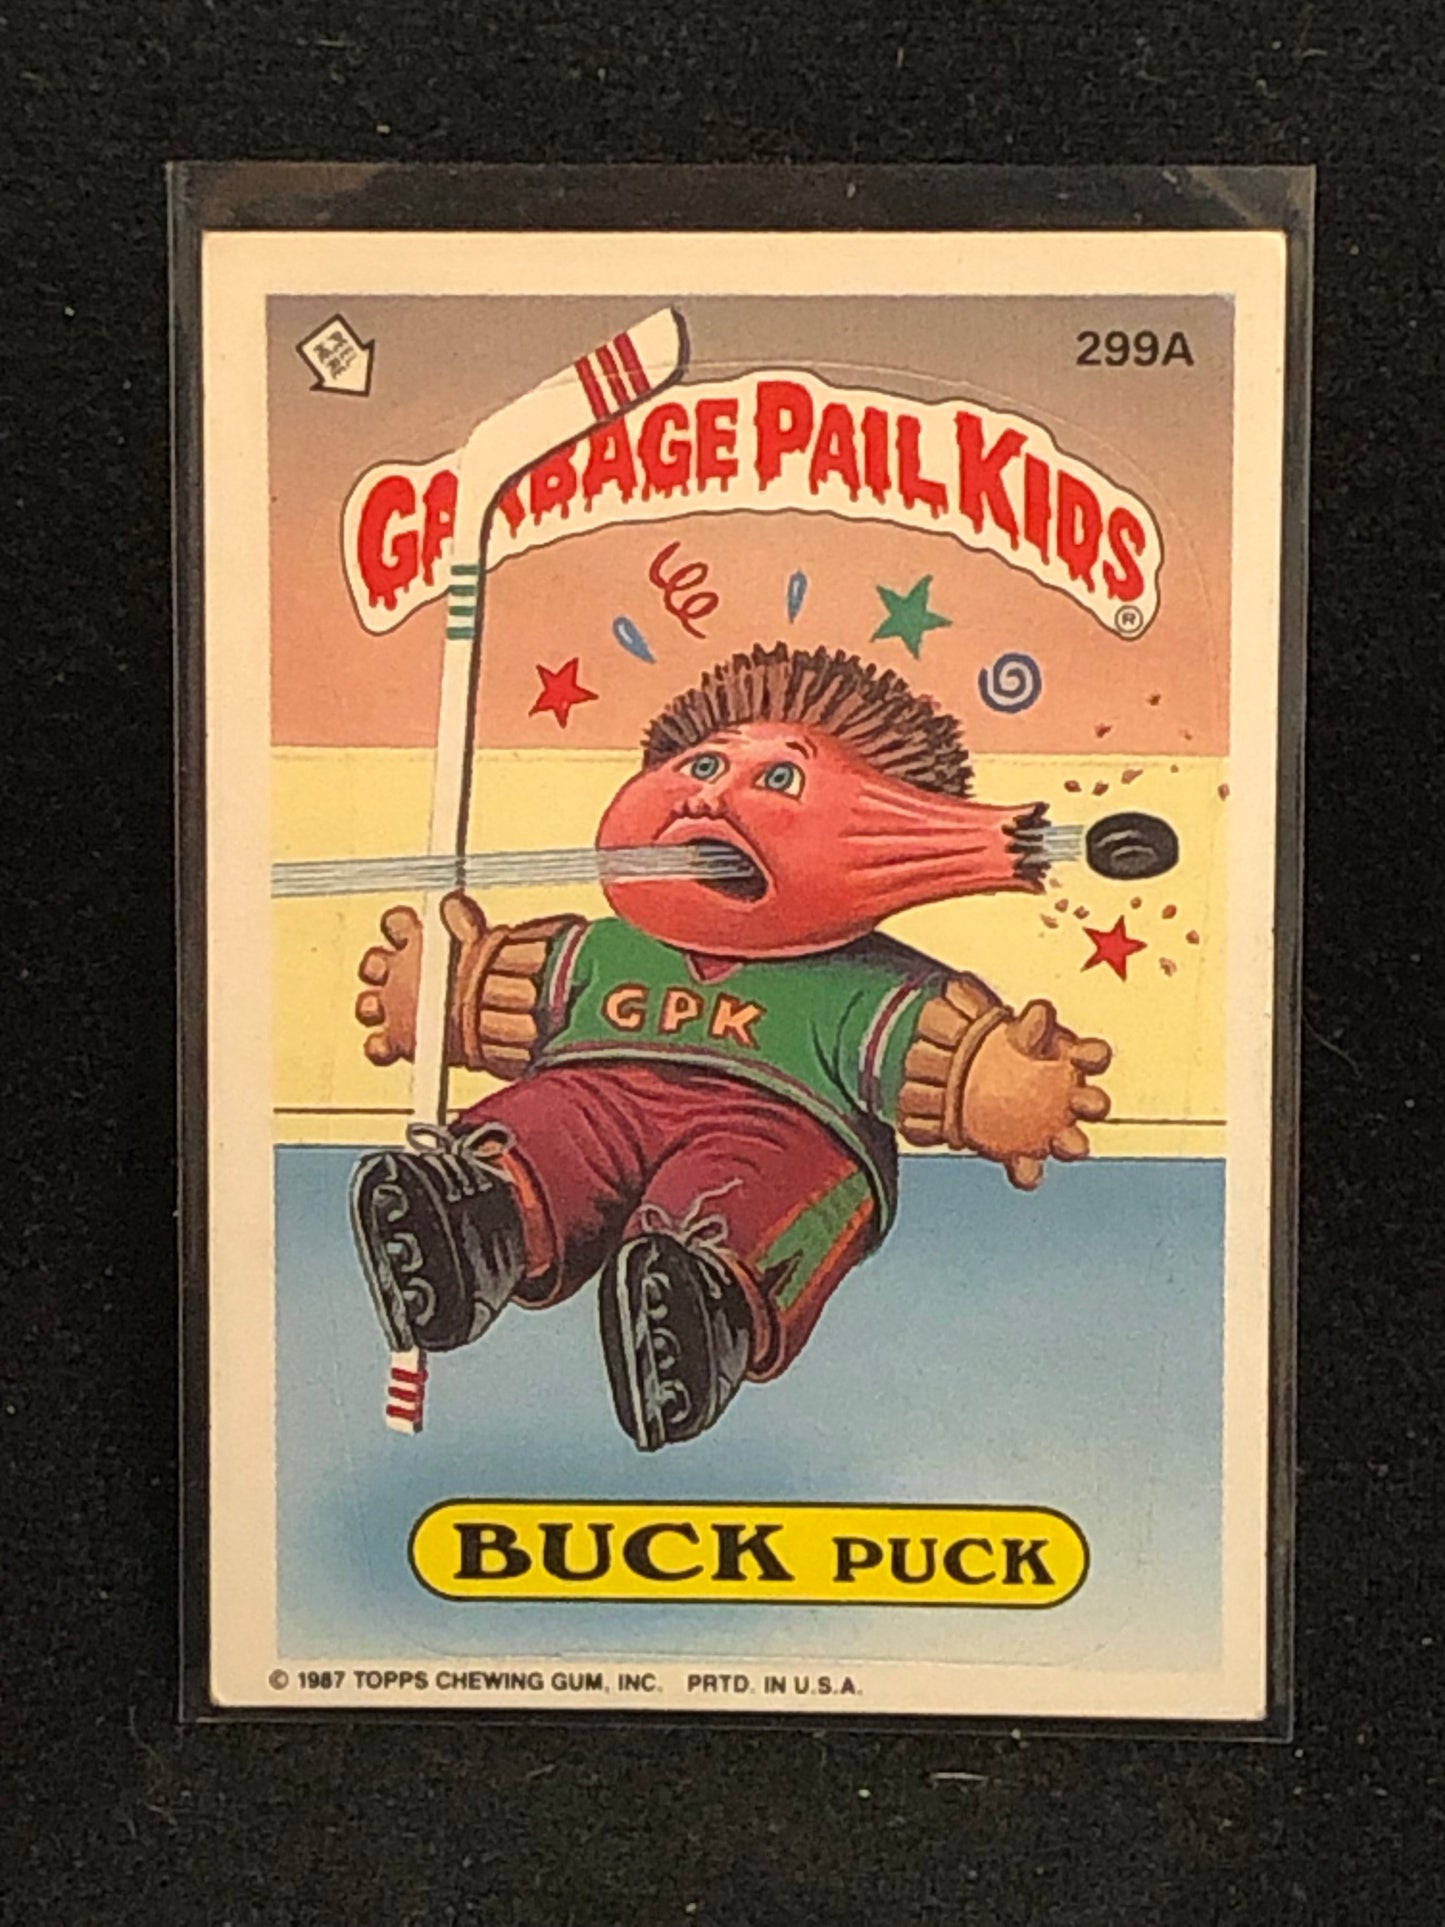 299A
GARBAGE PAIL KIDS
®
GPK
BUCK PUCK
© 1987 TOPPS CHEWING GUM, INC. PRTD. IN U.S.A.